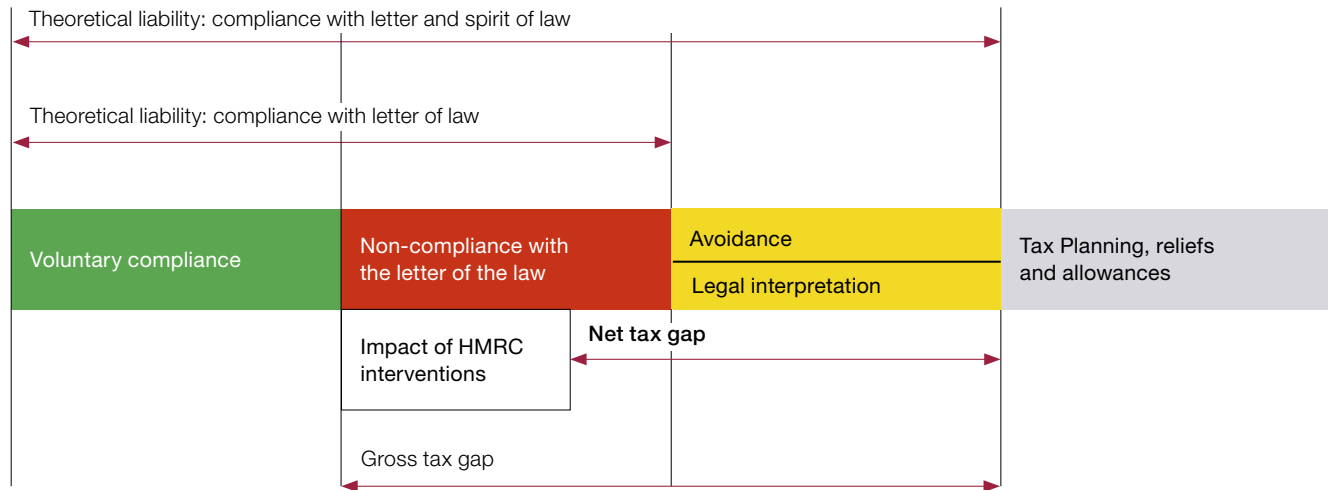 Theoretical liability: compliance with letter and spirit of law
Theoretical liability: compliance with letter of law
Voluntary compliance
Non-compliance with
the letter of the law
Avoidance
Legal interpretation
Tax Planning, reliefs
and allowances
Impact of HMRC
interventions
Net tax gap
Gross tax gap